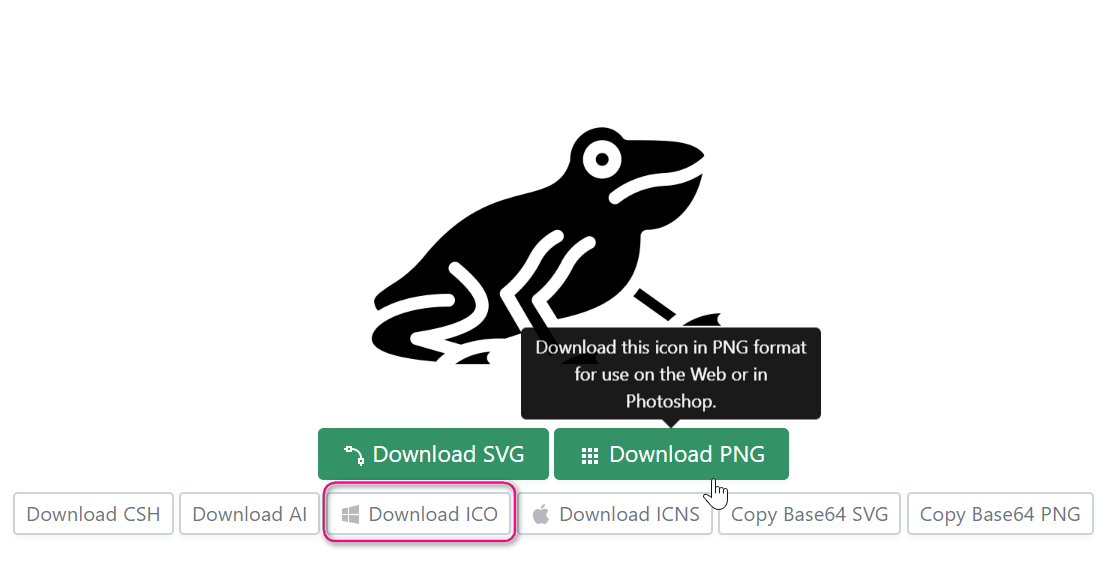 Download this icon in PNG format
for use on the Web or in
Photoshop.
Download SVG
Download PNG
Download CSH
Download AI
Download ICO
Download ICNS
Copy Base64 SVG
Copy Base64 PNG